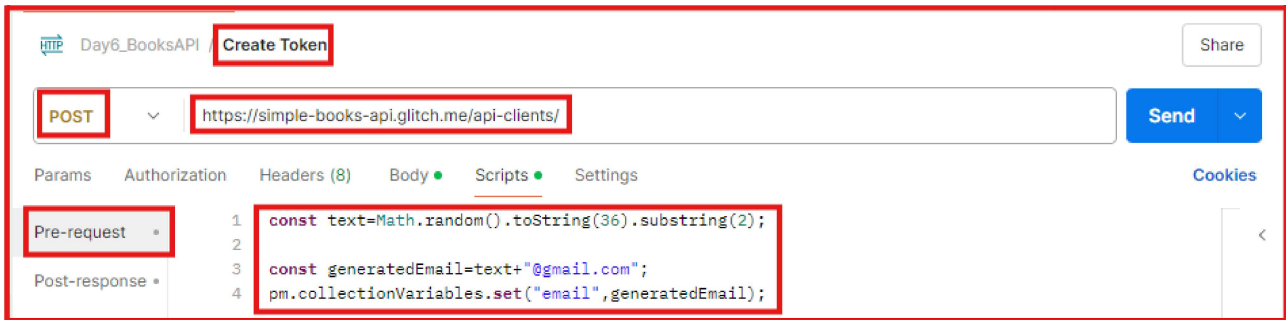 HTTP Day6_BooksAPI / Create Token Share
POST https://simple-books-api.glitch.me/api-clients/ Send
Params Authorization Headers (8) Body Scripts Settings Cookies
Pre-request 1 const text=Math.random().toString(36).substring(2);
2
3 const generatedEmail=text+"@gmail.com";
Post-response 4 pm.collectionVariables.set("email",generatedEmail);